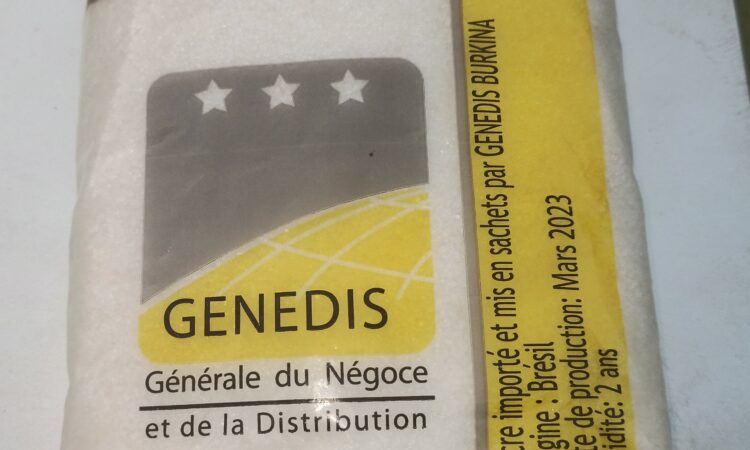 GENEDIS
Générale du Négoce
et de la Distribution
cre importé et mis en sachets par GENEDIS BURKINA
gine : Brésil
te de production: Mars 2023
idité: 2 ans